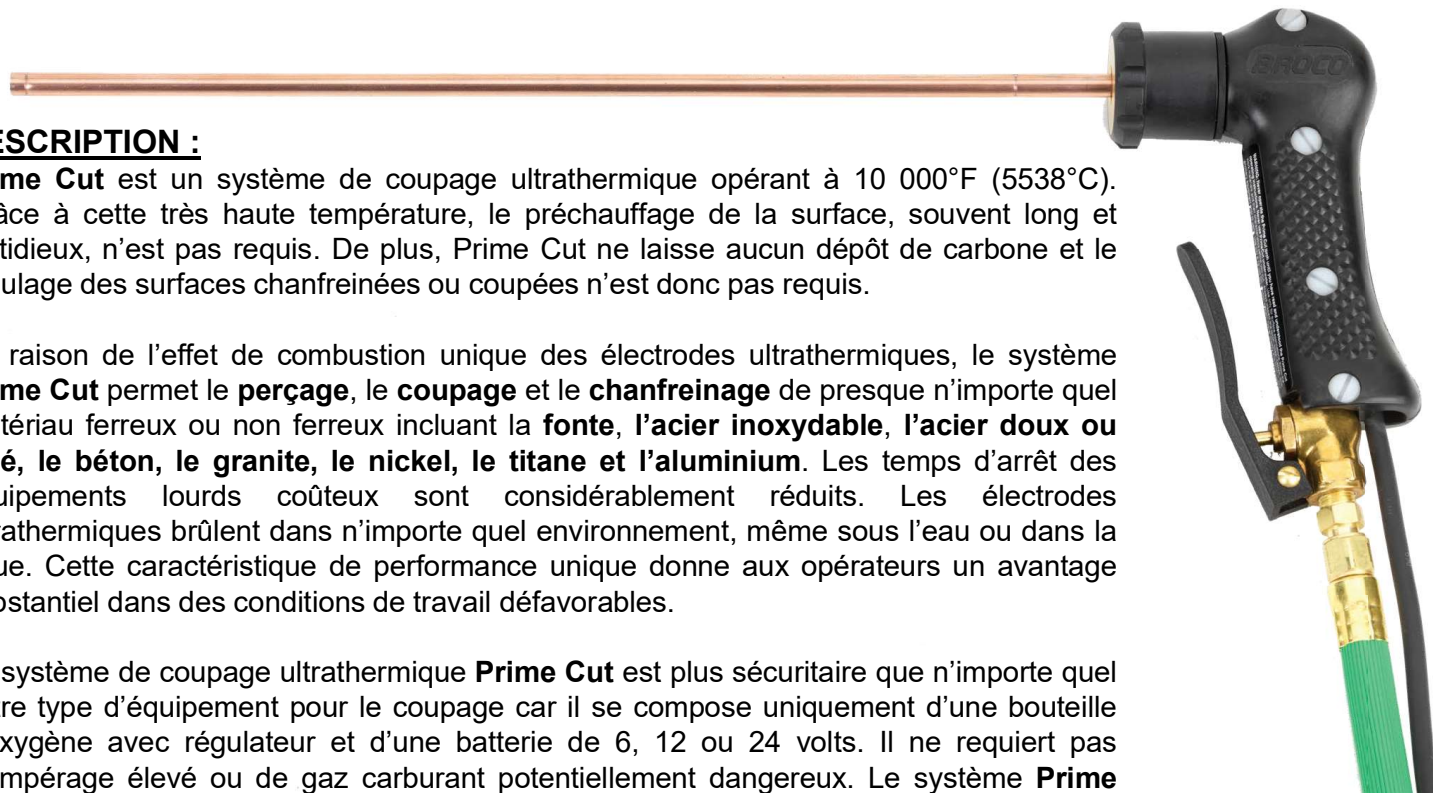 BROCO
ESCRIPTION :
ime Cut est un système de coupage ultrathermique opérant à 10 000°F (5538°C).
âce à cette très haute température, le préchauffage de la surface, souvent long et
tidieux, n’est pas requis. De plus, Prime Cut ne laisse aucun dépôt de carbone et le
ulage des surfaces chanfreinées ou coupées n’est donc pas requis.
raison de l’effet de combustion unique des électrodes ultrathermiques, le système
ime Cut permet le perçage, le coupage et le chanfreinage de presque n’importe quel
tériau ferreux ou non ferreux incluant la fonte, l’acier inoxydable, l’acier doux ou
é, le béton, le granite, le nickel, le titane et l’aluminium. Les temps d’arrêt des
uipements lourds coûteux sont considérablement réduits. Les électrodes
rathermiques brûlent dans n’importe quel environnement, même sous l’eau ou dans la
ue. Cette caractéristique de performance unique donne aux opérateurs un avantage
bstantiel dans des conditions de travail défavorables.
système de coupage ultrathermique Prime Cut est plus sécuritaire que n’importe quel
tre type d’équipement pour le coupage car il se compose uniquement d’une bouteille
xygène avec régulateur et d’une batterie de 6, 12 ou 24 volts. Il ne requiert pas
mpérage élevé ou de gaz carburant potentiellement dangereux. Le système Prime